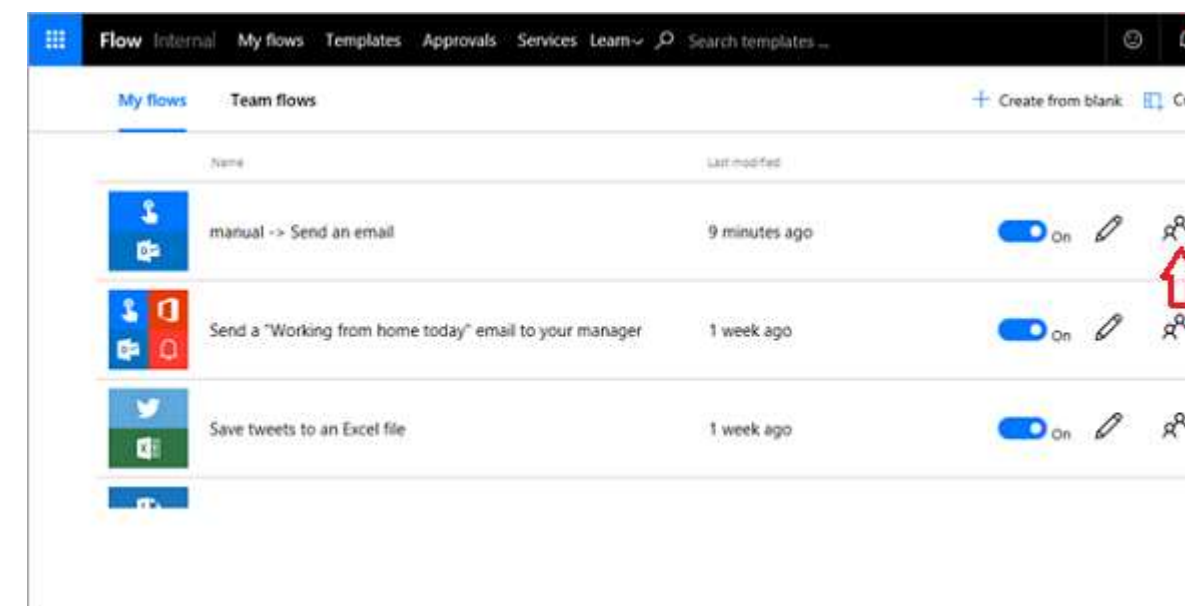 Flow Internal My flows Templates Approvals Services Learn Search templates ...
My flows Team flows Create from blank
Name Last modified
manual -> Send an email 9 minutes ago On
Send a "Working from home today" email to your manager 1 week ago On
Save tweets to an Excel file 1 week ago On